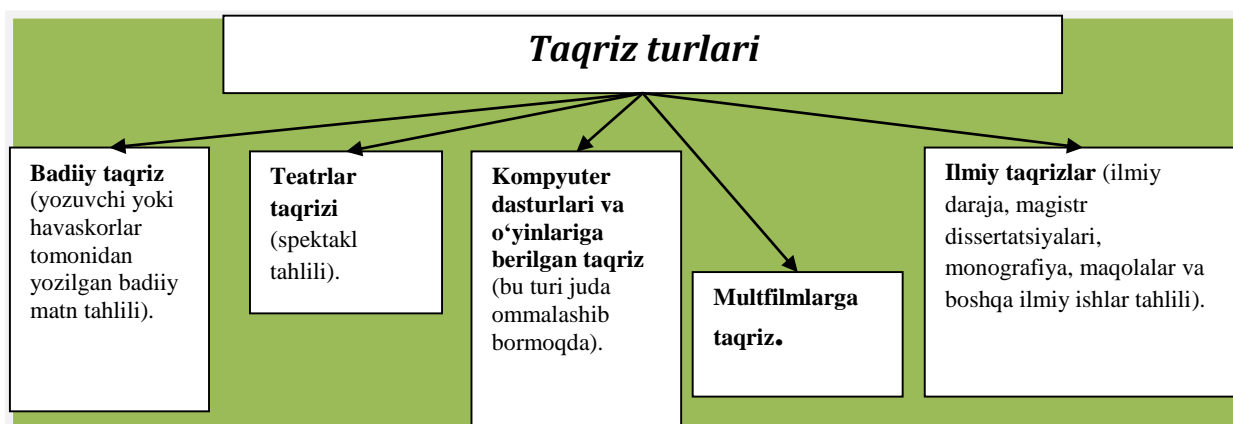 Taqriz turlari
Badiiy taqriz
(yozuvchi yoki
havaskorlar
tomonidan
yozilgan badiiy
matn tahlili).
Teatrlar
taqrizi
(spektakl
tahlili).
Kompyuter
dasturlari va
o‘yinlariga
berilgan taqriz
(bu turi juda
ommalashib
bormoqda).
Multfilmlarga
taqriz.
Ilmiy taqrizlar (ilmiy
daraja, magistr
dissertatsiyalari,
monografiya, maqolalar va
boshqa ilmiy ishlar tahlili).